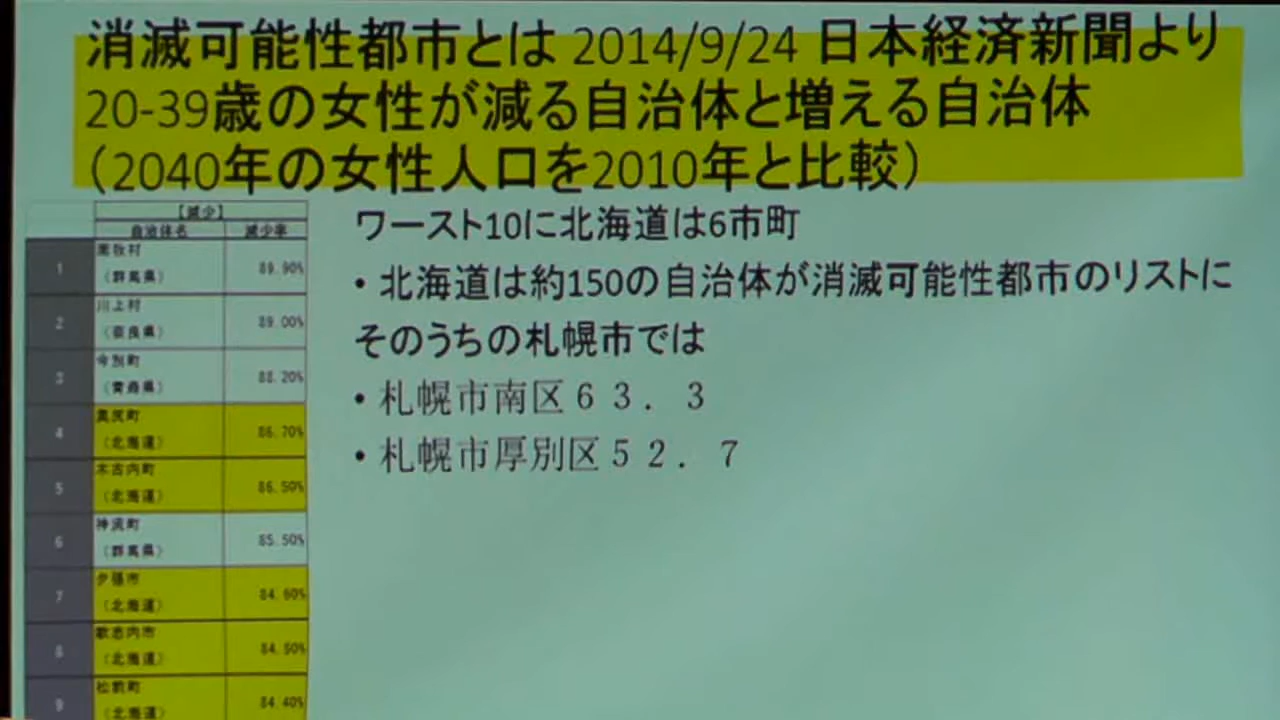 消滅可能性都市とは 2014/9/24 日本経済新聞より
20-39歳の女性が減る自治体と増える自治体
（2040年の女性人口を2010年と比較）
【減少】
自治体名 減少率
1 南牧村（群馬県） 89.90%
2 川上村（奈良県） 89.00%
3 今別町（青森県） 88.20%
4 奥尻町（北海道） 86.70%
5 木古内町（北海道） 86.50%
6 神流町（群馬県） 85.50%
7 夕張市（北海道） 84.60%
8 歌志内市（北海道） 84.50%
9 松前町（北海道） 84.40%
ワースト10に北海道は6市町
・北海道は約150の自治体が消滅可能性都市のリストに
そのうちの札幌市では
・札幌市南区６３．３
・札幌市厚別区５２．７